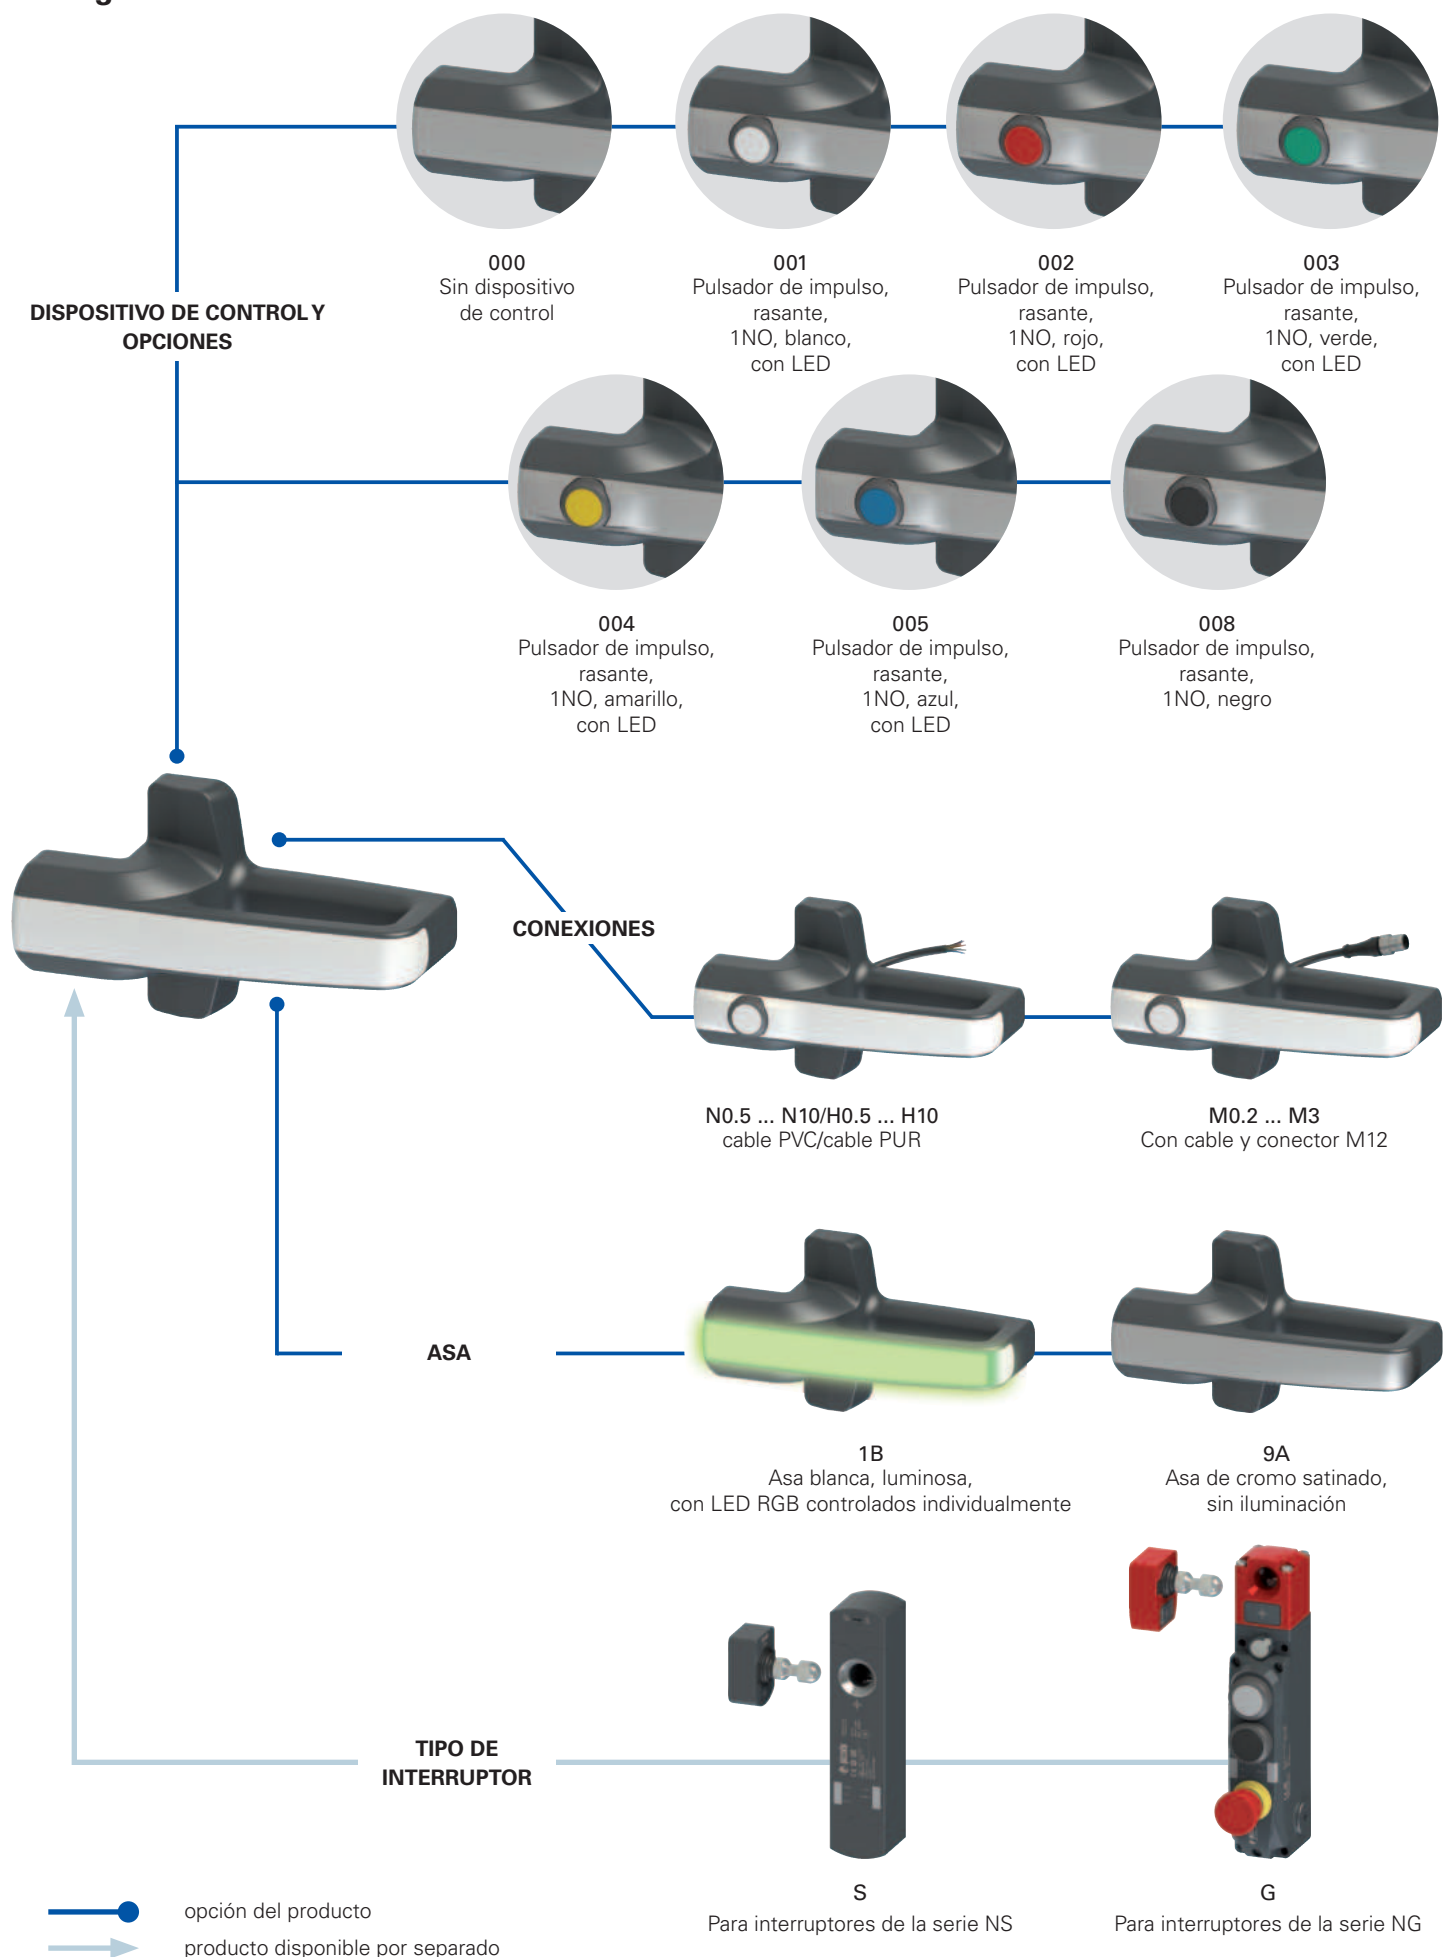 000
Sin dispositivo
de control
001
Pulsador de impulso,
rasante,
1NO, blanco,
con LED
002
Pulsador de impulso,
rasante,
1NO, rojo,
con LED
003
Pulsador de impulso,
rasante,
1NO, verde,
con LED
DISPOSITIVO DE CONTROL Y
OPCIONES
004
Pulsador de impulso,
rasante,
1NO, amarillo,
con LED
005
Pulsador de impulso,
rasante,
1NO, azul,
con LED
008
Pulsador de impulso,
rasante,
1NO, negro
CONEXIONES
N0.5 ... N10/H0.5 ... H10
cable PVC/cable PUR
M0.2 ... M3
Con cable y conector M12
ASA
1B
Asa blanca, luminosa,
con LED RGB controlados individualmente
9A
Asa de cromo satinado,
sin iluminación
TIPO DE
INTERRUPTOR
S
Para interruptores de la serie NS
G
Para interruptores de la serie NG
opción del producto
producto disponible por separado